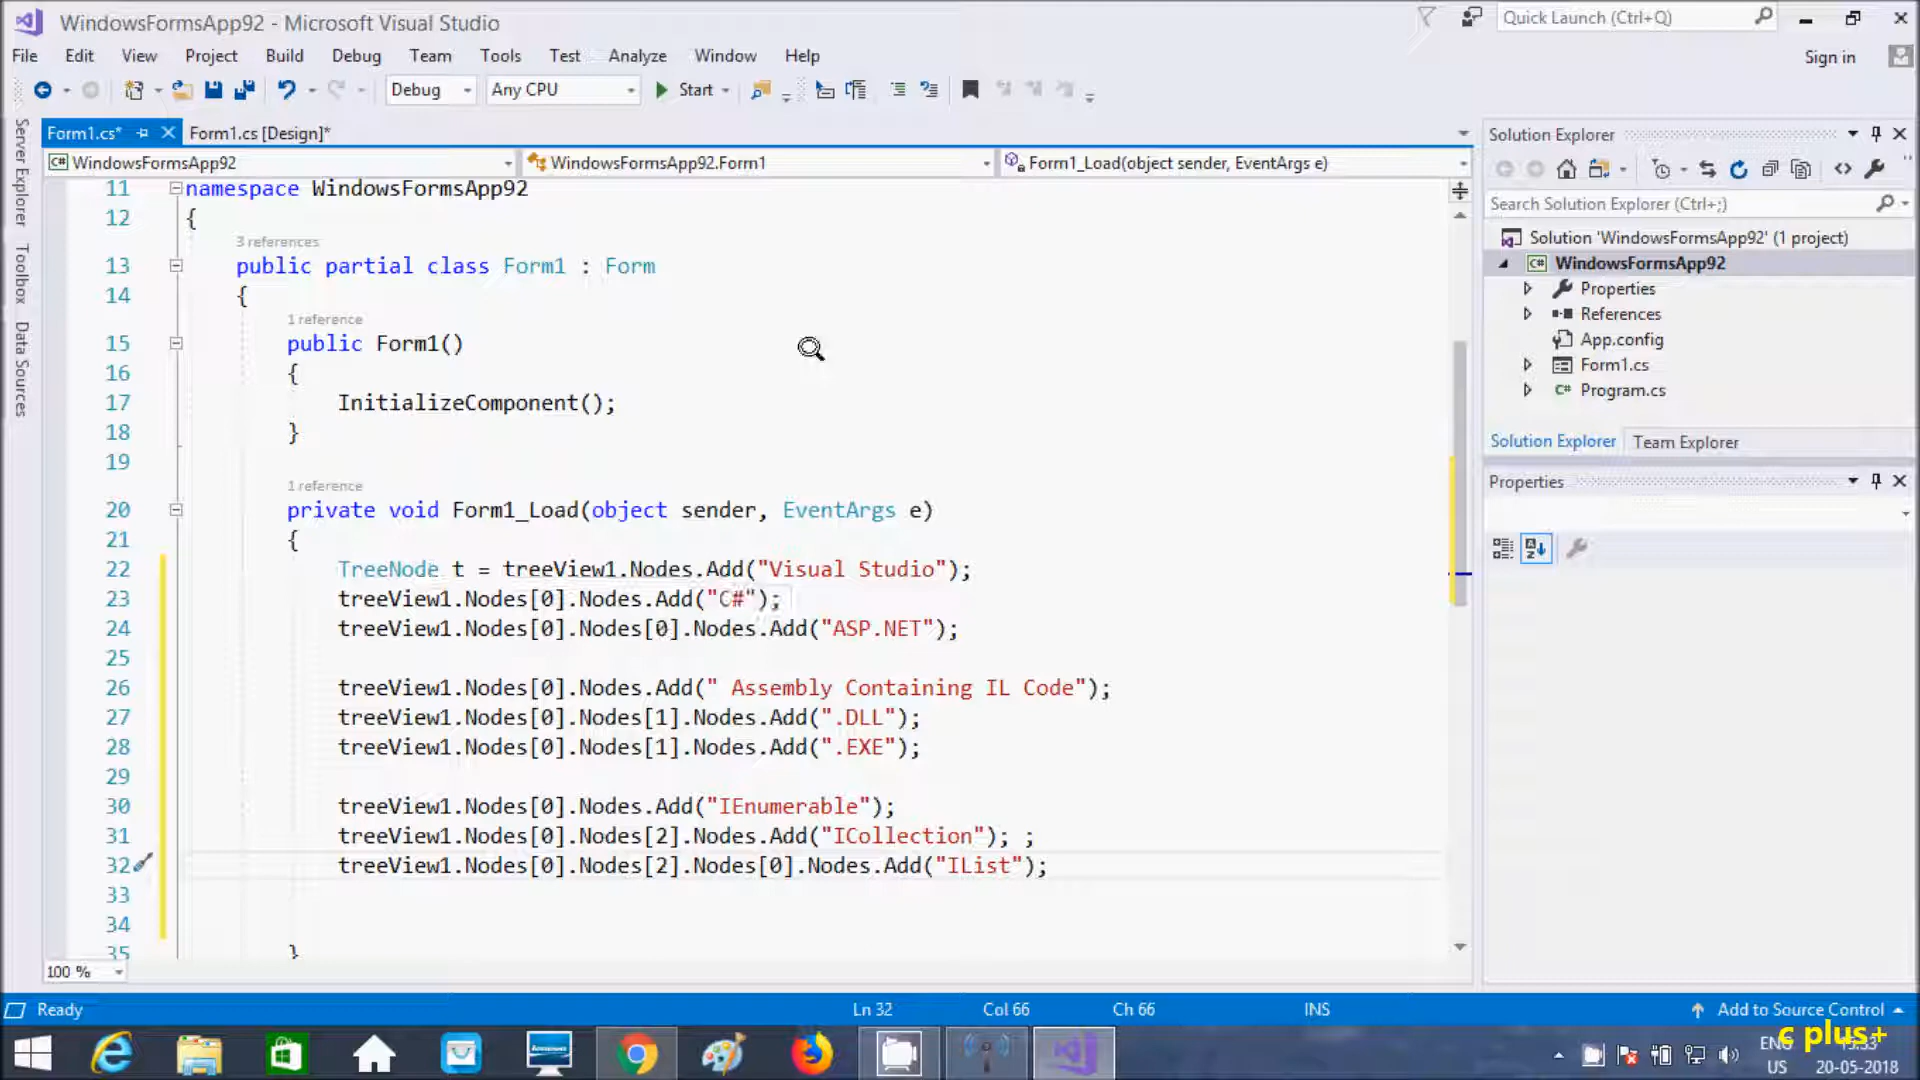 WindowsFormsApp92 - Microsoft Visual Studio
Quick Launch (Ctrl+Q)
File Edit View Project Build Debug Team Tools Test Analyze Window Help
Sign in
Debug Any CPU Start
Server Explorer
Toolbox
Data Sources
Form1.cs* Form1.cs [Design]*
C# WindowsFormsApp92 WindowsFormsApp92.Form1 Form1_Load(object sender, EventArgs e)
11 namespace WindowsFormsApp92
12 {
3 references
13 public partial class Form1 : Form
14 {
1 reference
15 public Form1()
16 {
17 InitializeComponent();
18 }
19
1 reference
20 private void Form1_Load(object sender, EventArgs e)
21 {
22 TreeNode t = treeView1.Nodes.Add("Visual Studio");
23 treeView1.Nodes[0].Nodes.Add("C#");
24 treeView1.Nodes[0].Nodes[0].Nodes.Add("ASP.NET");
25
26 treeView1.Nodes[0].Nodes.Add(" Assembly Containing IL Code");
27 treeView1.Nodes[0].Nodes[1].Nodes.Add(".DLL");
28 treeView1.Nodes[0].Nodes[1].Nodes.Add(".EXE");
29
30 treeView1.Nodes[0].Nodes.Add("IEnumerable");
31 treeView1.Nodes[0].Nodes[2].Nodes.Add("ICollection"); ;
32 treeView1.Nodes[0].Nodes[2].Nodes[0].Nodes.Add("IList");
33
34
35 }
100 %
Solution Explorer
Search Solution Explorer (Ctrl+;)
Solution 'WindowsFormsApp92' (1 project)
C# WindowsFormsApp92
Properties
References
App.config
Form1.cs
C# Program.cs
Solution Explorer Team Explorer
Properties
Ready Ln 32 Col 66 Ch 66 INS Add to Source Control
c plus+
ENG
US 20-05-2018